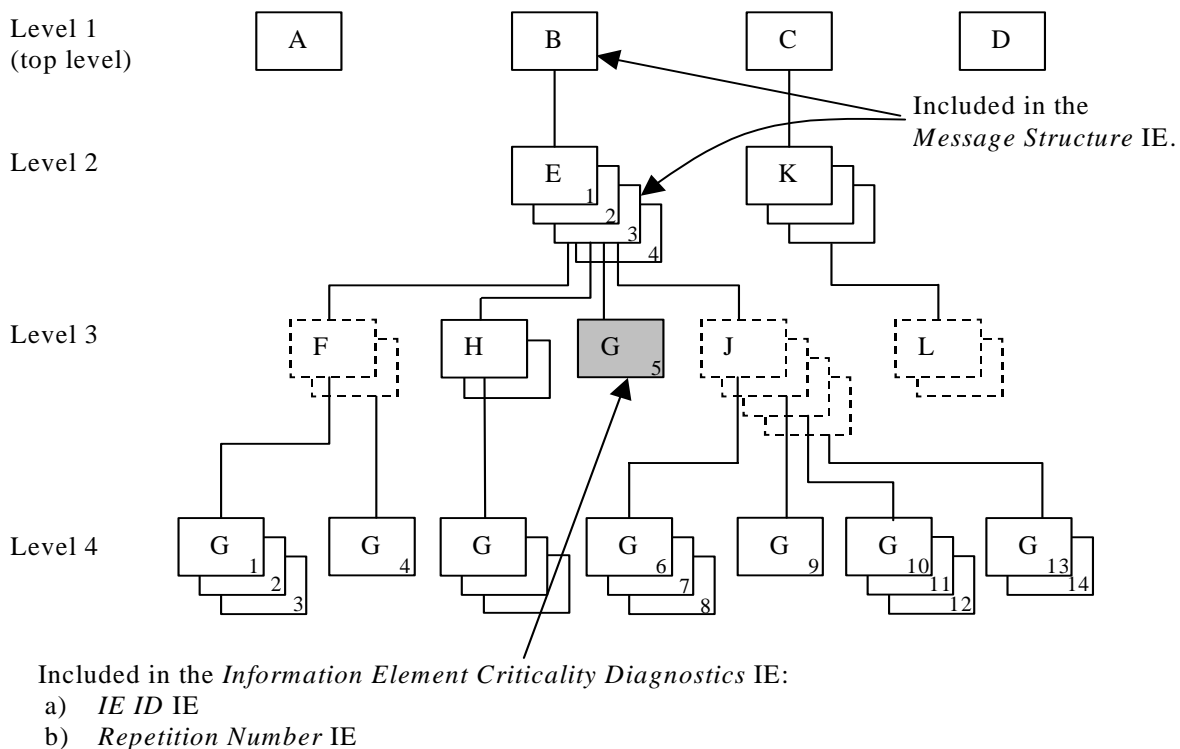 Level 1
(top level)
A
B
C
D
Included in the
Message Structure IE.
Level 2
E
1
2
3
4
K
Level 3
F
H
G
5
J
L
Level 4
G
1
2
3
G
4
G
G
6
7
8
G
9
G
10
11
12
G
13
14
Included in the Information Element Criticality Diagnostics IE:
a) IE ID IE
b) Repetition Number IE